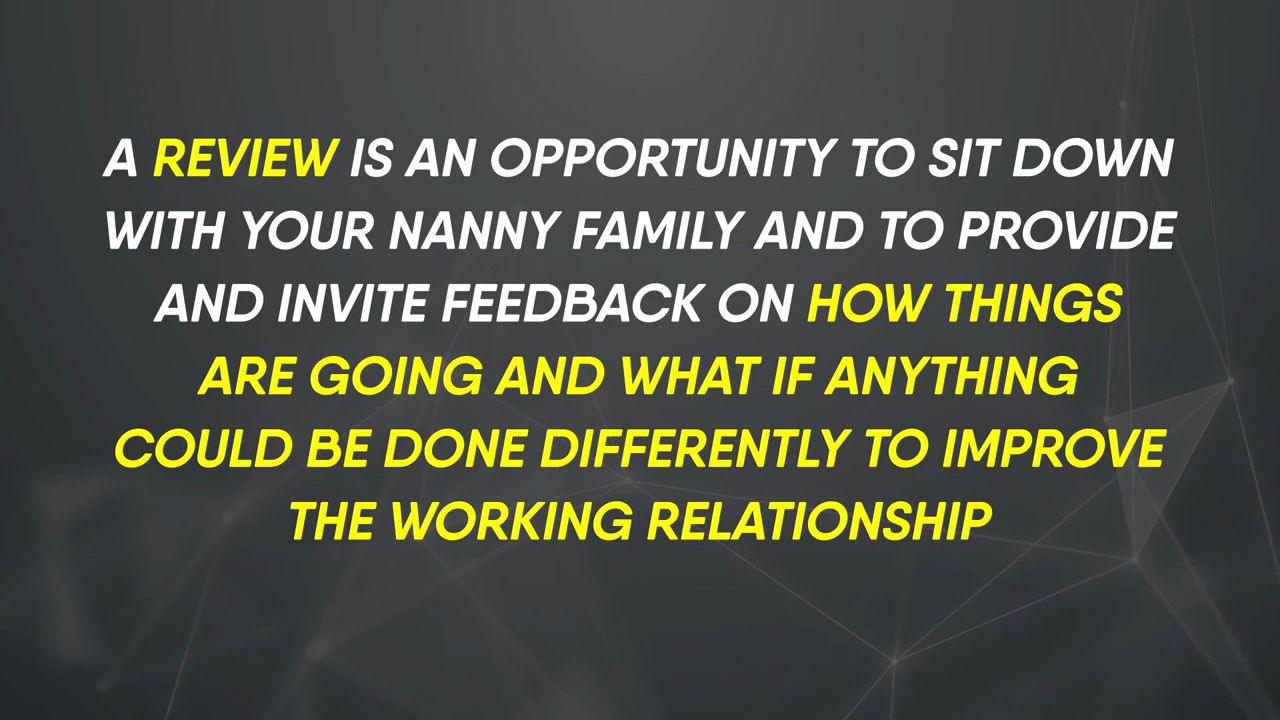 A REVIEW IS AN OPPORTUNITY TO SIT DOWN
WITH YOUR NANNY FAMILY AND TO PROVIDE
AND INVITE FEEDBACK ON HOW THINGS
ARE GOING AND WHAT IF ANYTHING
COULD BE DONE DIFFERENTLY TO IMPROVE
THE WORKING RELATIONSHIP